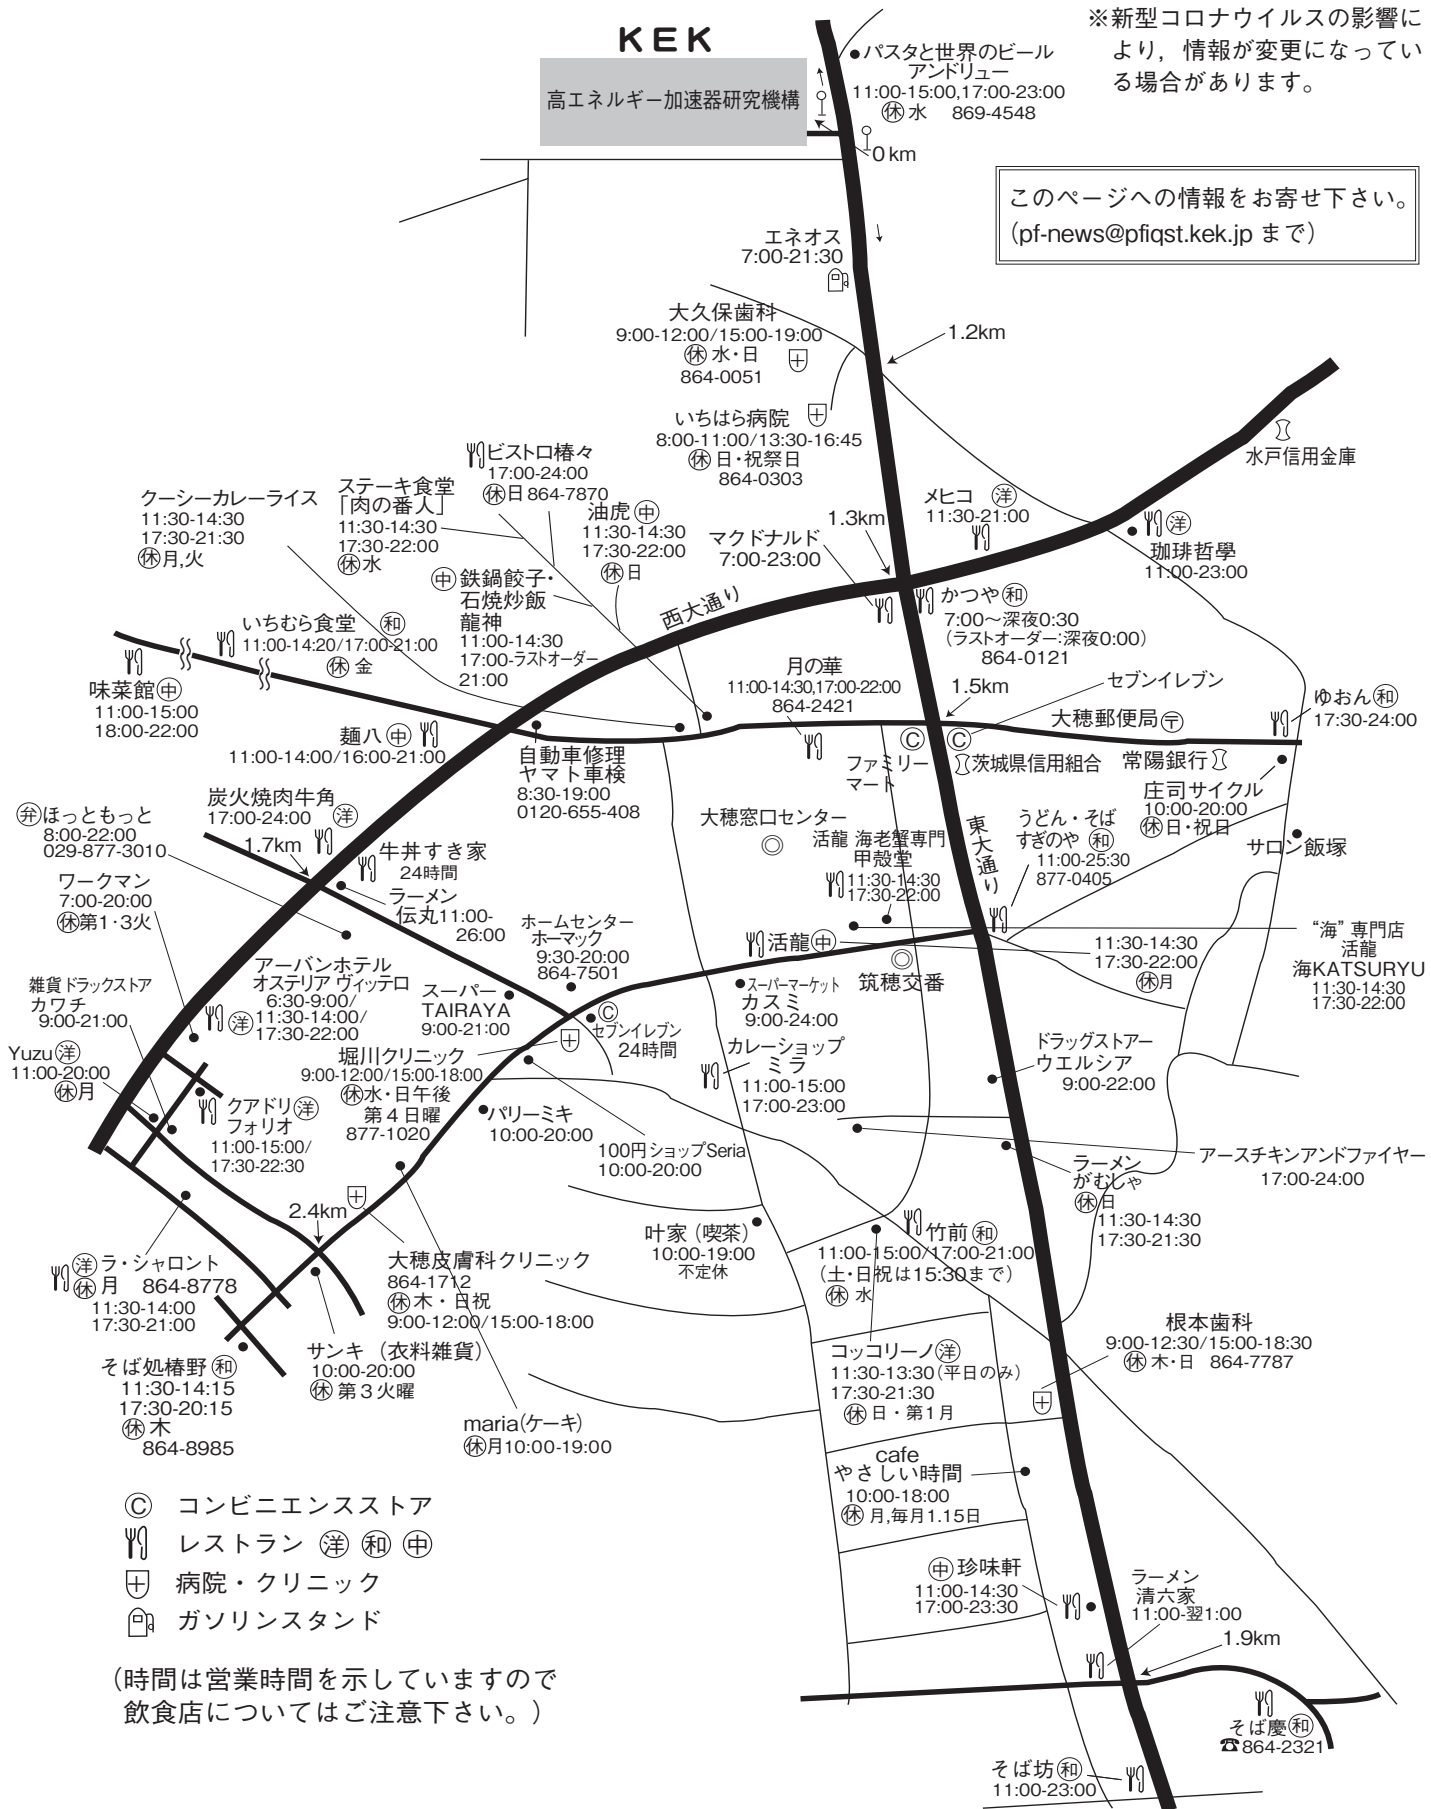 KEK
高エネルギー加速器研究機構
※新型コロナウイルスの影響に
より，情報が変更になってい
る場合があります。
パスタと世界のビール
アンドリュー
11:00-15:00,17:00-23:00
休 水 869-4548
0 km
このページへの情報をお寄せ下さい。
(pf-news@pfiqst.kek.jp まで)
エネオス
7:00-21:30
大久保歯科
9:00-12:00/15:00-19:00
休 水・日
864-0051
1.2km
いちはら病院
8:00-11:00/13:30-16:45
休 日・祝祭日
864-0303
水戸信用金庫
ビストロ椿々
17:00-24:00
休日 864-7870
クーシーカレーライス
11:30-14:30
17:30-21:30
休月,火
ステーキ食堂
「肉の番人」
11:30-14:30
17:30-22:00
休水
油虎 中
11:30-14:30
17:30-22:00
休日
メヒコ 洋
11:30-21:00
1.3km
マクドナルド
7:00-23:00
洋
珈琲哲學
11:00-23:00
中 鉄鍋餃子・
石焼炒飯
龍神
11:00-14:30
17:00-ラストオーダー
21:00
西大通り
かつや 和
7:00～深夜0:30
(ラストオーダー:深夜0:00)
864-0121
いちむら食堂 和
11:00-14:20/17:00-21:00
休 金
味菜館 中
11:00-15:00
18:00-22:00
月の華
11:00-14:30,17:00-22:00
864-2421
1.5km
セブンイレブン
大穂郵便局 〒
ゆおん 和
17:30-24:00
麺八 中
11:00-14:00/16:00-21:00
自動車修理
ヤマト車検
8:30-19:00
0120-655-408
C
ファミリー
マート
C
茨城県信用組合
常陽銀行
庄司サイクル
10:00-20:00
休 日・祝日
サロン飯塚
炭火焼肉牛角
17:00-24:00 洋
1.7km
弁 ほっともっと
8:00-22:00
029-877-3010
牛丼すき家
24時間
ラーメン
伝丸11:00-
26:00
大穂窓口センター
◎
活龍 海老蟹専門
甲殻堂
11:30-14:30
17:30-22:00
東大通り
うどん・そば
すぎのや 和
11:00-25:30
877-0405
ワークマン
7:00-20:00
休第1・3火
ホームセンター
ホーマック
9:30-20:00
864-7501
活龍 中
11:30-14:30
17:30-22:00
休月
“海”専門店
活龍
海KATSURYU
11:30-14:30
17:30-22:00
筑穂交番
◎
雑貨 ドラックストア
カワチ
9:00-21:00
アーバンホテル
オステリア ヴィッテロ
6:30-9:00/
洋 11:30-14:00/
17:30-22:00
スーパー
TAIRAYA
9:00-21:00
C
セブンイレブン
24時間
スーパーマーケット
カスミ
9:00-24:00
Yuzu 洋
11:00-20:00
休月
堀川クリニック
9:00-12:00/15:00-18:00
休水・日午後
第４日曜
877-1020
カレーショップ
ミラ
11:00-15:00
17:00-23:00
ドラッグストアー
ウエルシア
9:00-22:00
クアドリ 洋
フォリオ
11:00-15:00/
17:30-22:30
パリーミキ
10:00-20:00
100円ショップSeria
10:00-20:00
アースチキンアンドファイヤー
17:00-24:00
ラーメン
がむしゃ
休 日
11:30-14:30
17:30-21:30
2.4km
叶家（喫茶）
10:00-19:00
不定休
竹前 和
11:00-15:00/17:00-21:00
(土・日祝は15:30まで)
休 水
洋 ラ・シャロント
休 月 864-8778
11:30-14:00
17:30-21:00
大穂皮膚科クリニック
864-1712
休 木・日祝
9:00-12:00/15:00-18:00
根本歯科
9:00-12:30/15:00-18:30
休 木・日 864-7787
サンキ（衣料雑貨）
10:00-20:00
休 第３火曜
コッコリーノ 洋
11:30-13:30(平日のみ)
17:30-21:30
休 日・第１月
そば処椿野 和
11:30-14:15
17:30-20:15
休 木
864-8985
maria(ケーキ)
休月10:00-19:00
cafe
やさしい時間
10:00-18:00
休 月,毎月1.15日
C コンビニエンスストア
レストラン 洋 和 中
病院・クリニック
ガソリンスタンド
(時間は営業時間を示していますので
飲食店についてはご注意下さい。)
中 珍味軒
11:00-14:30
17:00-23:30
ラーメン
清六家
11:00-翌1:00
1.9km
そば慶 和
☎864-2321
そば坊 和
11:00-23:00